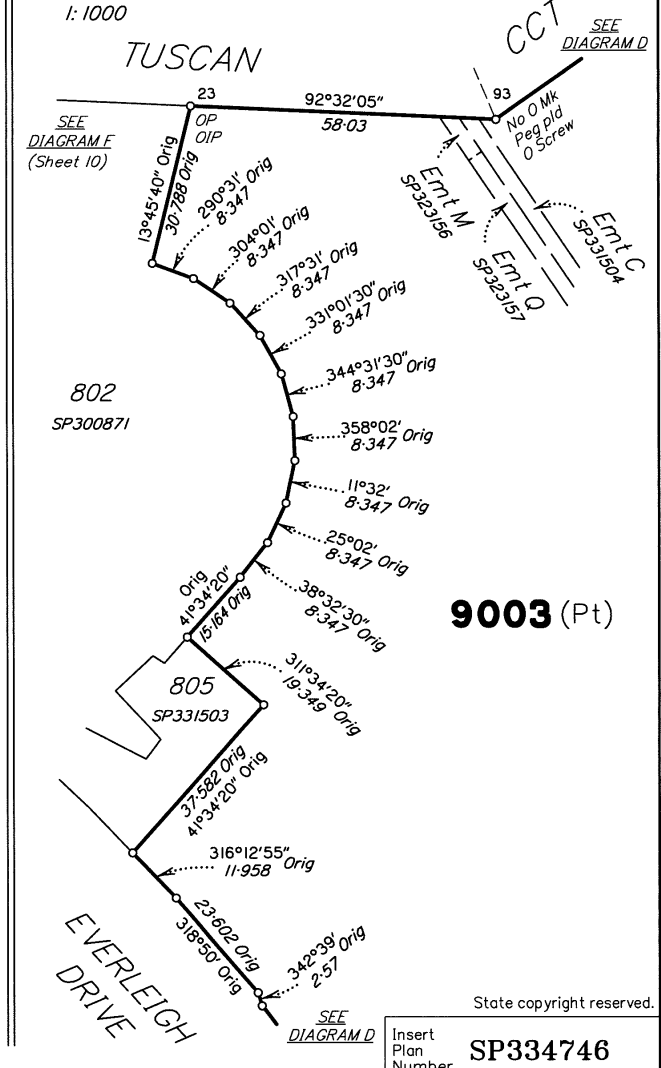 1:1000
TUSCAN
CCT
SEE
DIAGRAM D
23
92°32'05"
58·03
93
SEE
DIAGRAM F
(Sheet 10)
OP
OIP
No O Mk
Peg pld
O Screw
13°45'40" Orig
30·788 Orig
290°31' Orig
8·347
304°01' Orig
8·347
317°31' Orig
8·347
331°01'30" Orig
8·347
344°31'30" Orig
8·347
358°02' Orig
8·347
11°32' Orig
8·347
25°02' Orig
8·347
38°32'30" Orig
8·347
Emt M
SP323156
Emt Q
SP323157
Emt C
SP331504
802
SP300871
9003 (Pt)
Orig
41°34'20"
15·164 Orig
311°34'20" Orig
19·349
805
SP331503
37·582 Orig
41°34'20" Orig
316°12'55" Orig
11·958
23·602 Orig
318°50' Orig
342°39' Orig
2·57
EVERLEIGH
DRIVE
SEE
DIAGRAM D
State copyright reserved.
Insert
Plan
Number
SP334746